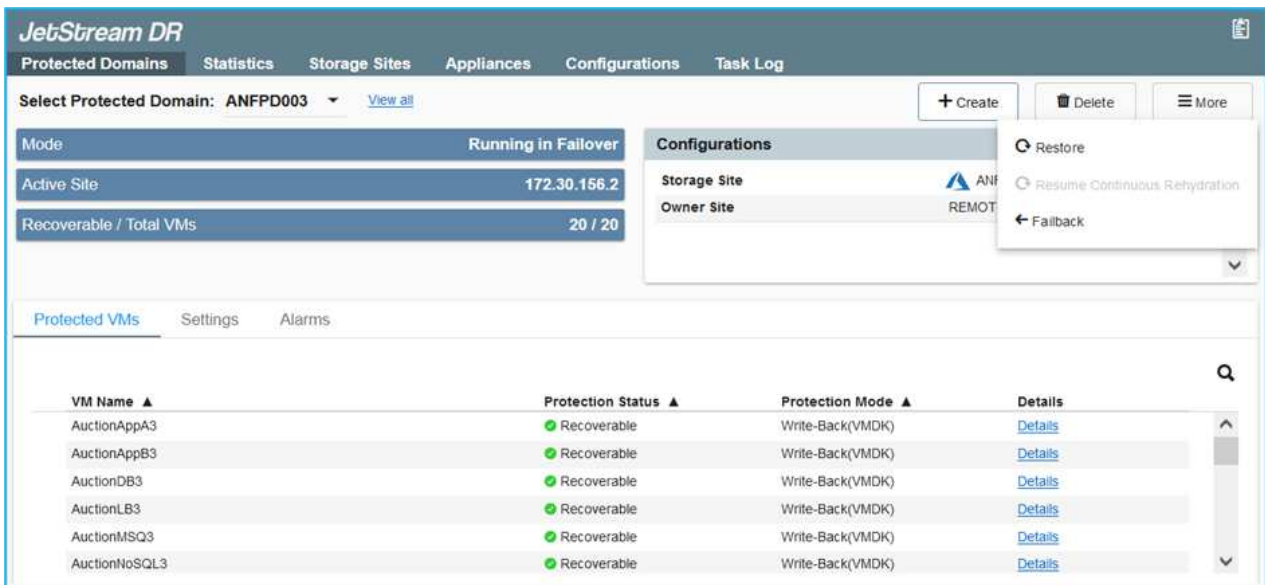 JetStream DR
Protected Domains Statistics Storage Sites Appliances Configurations Task Log
Select Protected Domain: ANFPD003 View all + Create Delete More
Mode Running in Failover
Active Site 172.30.156.2
Recoverable / Total VMs 20 / 20
Configurations
Storage Site ANF
Owner Site REMOT
Restore
Resume Continuous Rehydration
Failback
Protected VMs Settings Alarms
VM Name ▲ Protection Status ▲ Protection Mode ▲ Details
AuctionAppA3 Recoverable Write-Back(VMDK) Details
AuctionAppB3 Recoverable Write-Back(VMDK) Details
AuctionDB3 Recoverable Write-Back(VMDK) Details
AuctionLB3 Recoverable Write-Back(VMDK) Details
AuctionMSQ3 Recoverable Write-Back(VMDK) Details
AuctionNoSQL3 Recoverable Write-Back(VMDK) Details